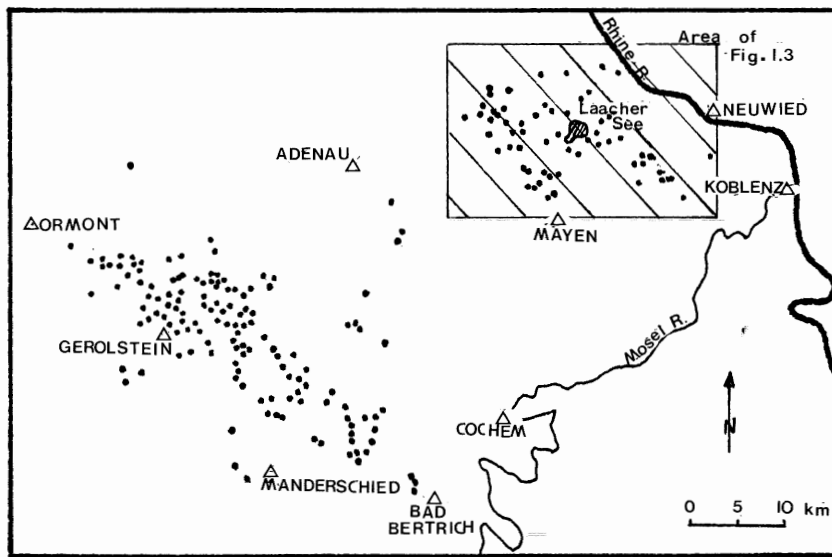 Rhine R.
Area of
Fig. I.3
Laacher
See
NEUWIED
ADENAU
KOBLENZ
ORMONT
MAYEN
GEROLSTEIN
Mosel R.
COCHEM
N
MANDERSCHIED
BAD
BERTRICH
0 5 10
km